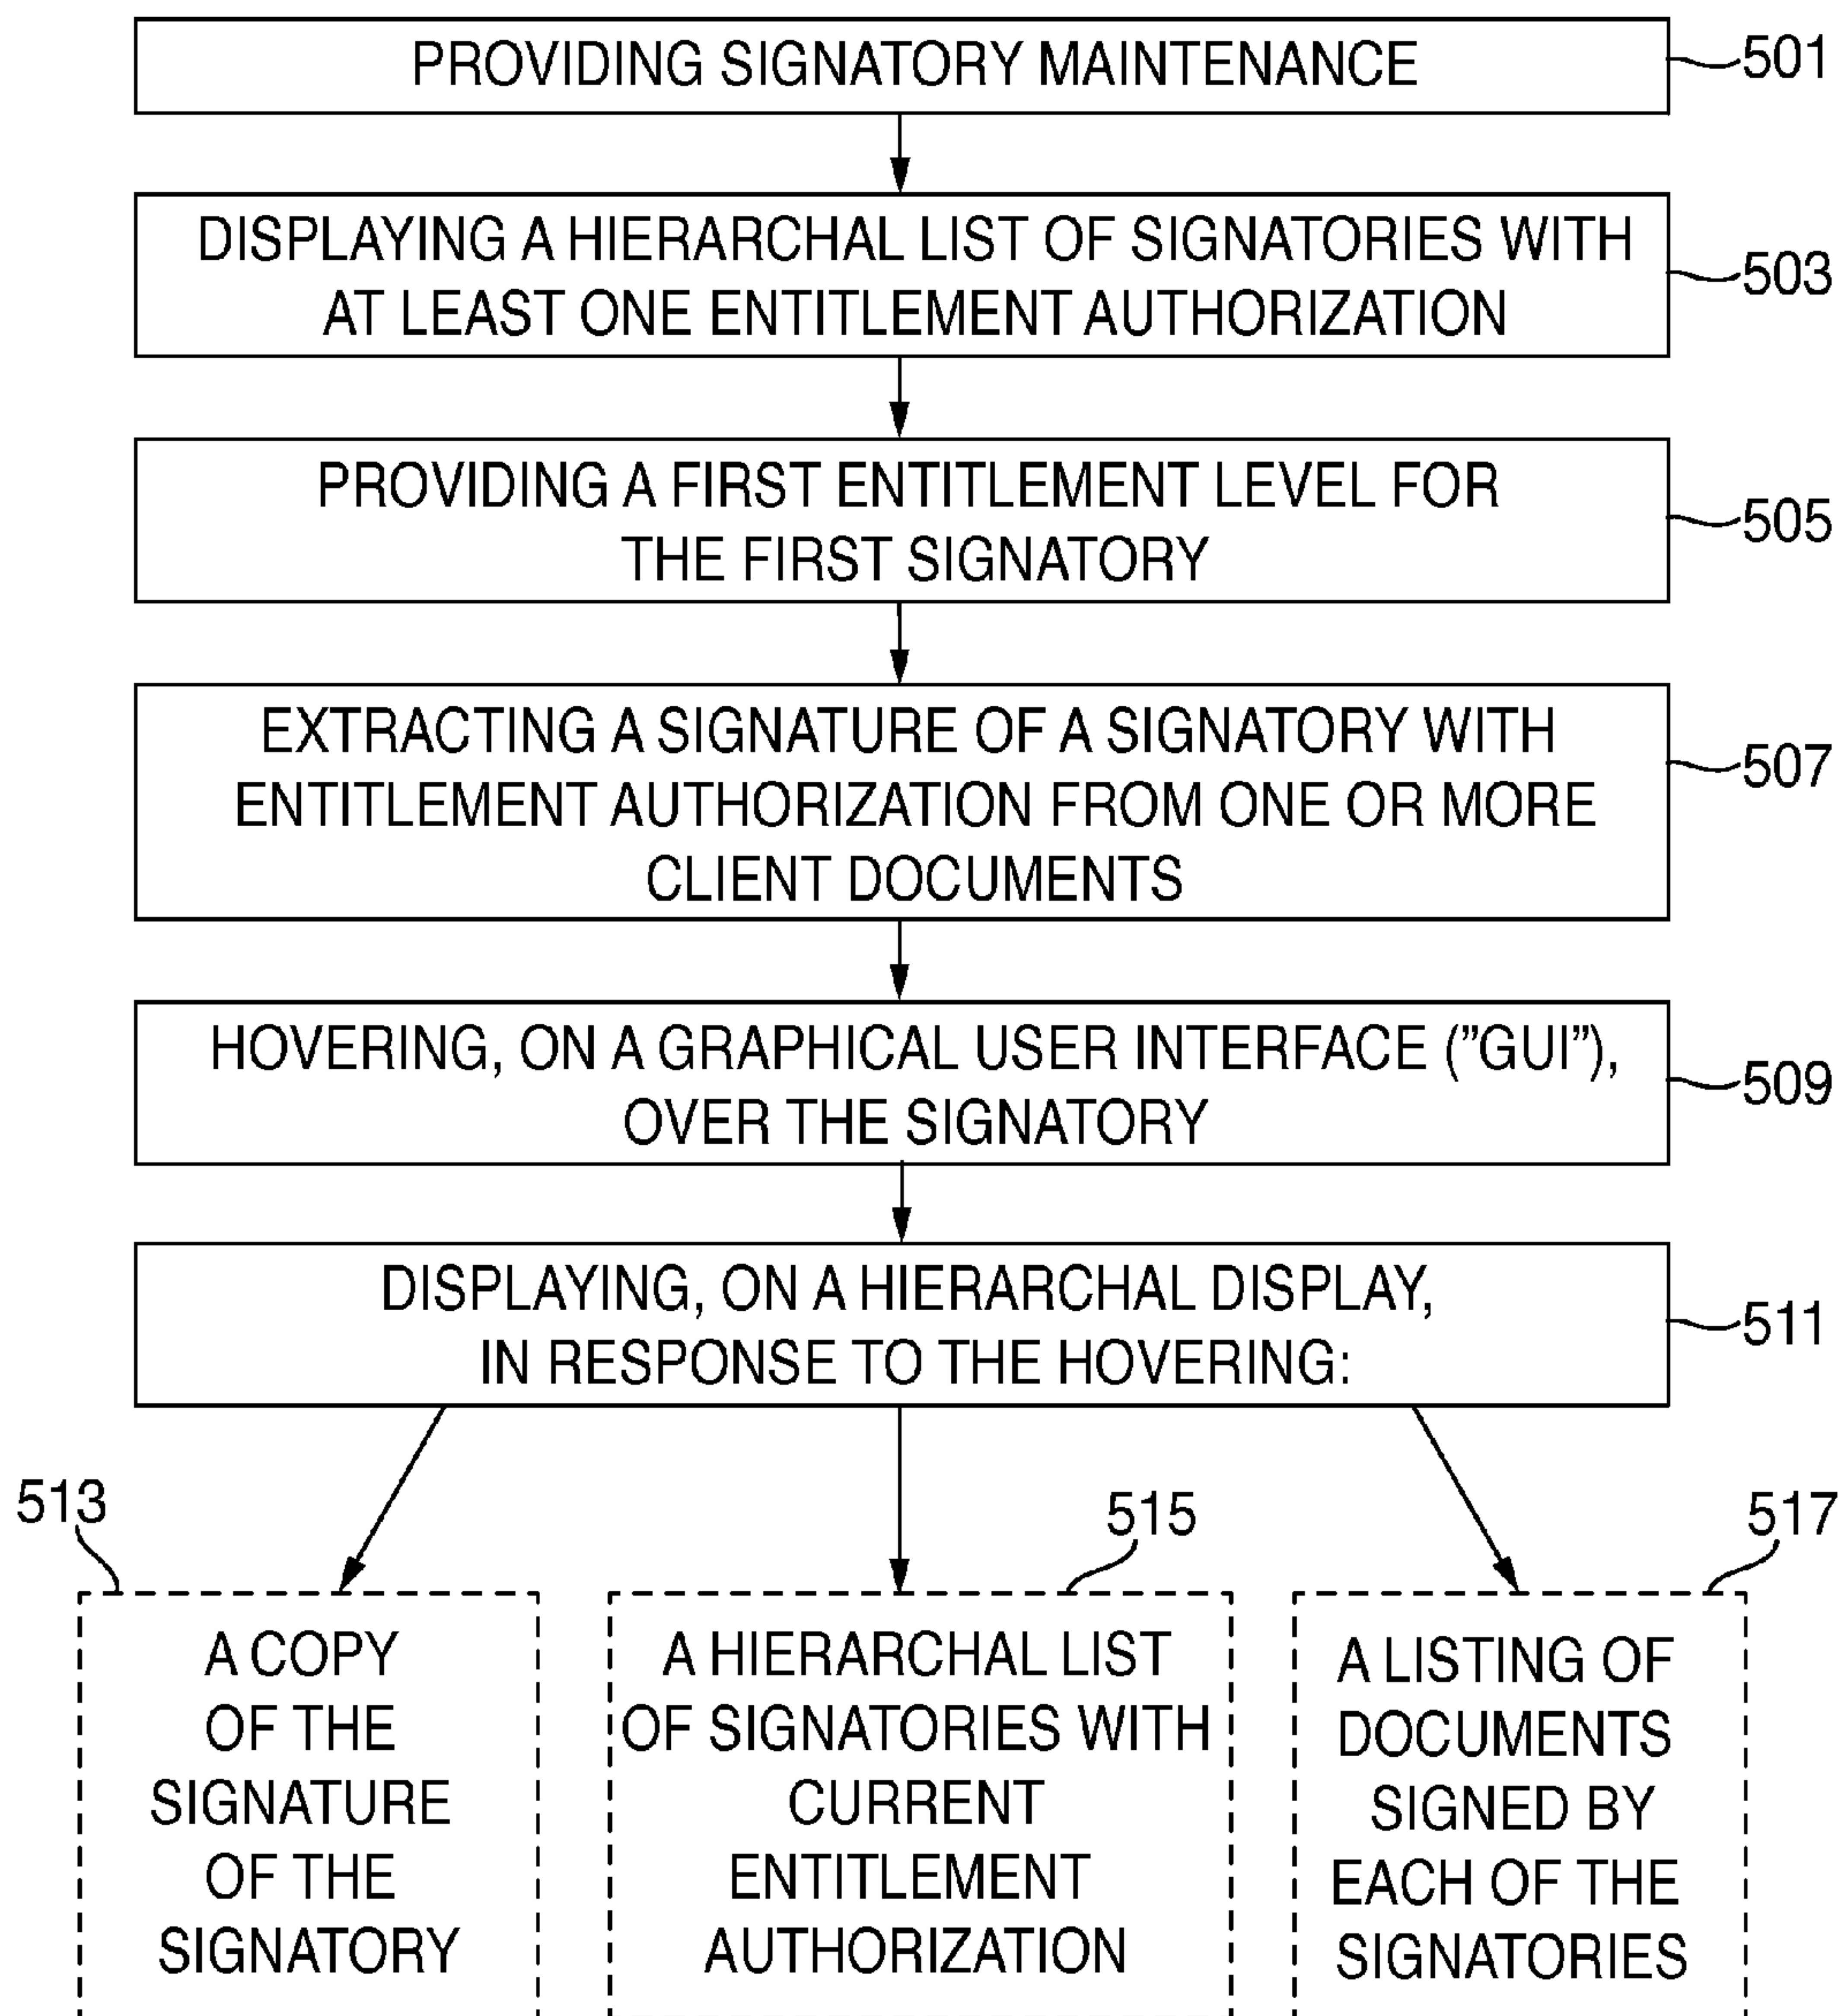 PROVIDING SIGNATORY MAINTENANCE
501
DISPLAYING A HIERARCHAL LIST OF SIGNATORIES WITH
AT LEAST ONE ENTITLEMENT AUTHORIZATION
503
PROVIDING A FIRST ENTITLEMENT LEVEL FOR
THE FIRST SIGNATORY
505
EXTRACTING A SIGNATURE OF A SIGNATORY WITH
ENTITLEMENT AUTHORIZATION FROM ONE OR MORE
CLIENT DOCUMENTS
507
HOVERING, ON A GRAPHICAL USER INTERFACE (”GUI”),
OVER THE SIGNATORY
509
DISPLAYING, ON A HIERARCHAL DISPLAY,
IN RESPONSE TO THE HOVERING:
511
513
A COPY
OF THE
SIGNATURE
OF THE
SIGNATORY
515
A HIERARCHAL LIST
OF SIGNATORIES WITH
CURRENT
ENTITLEMENT
AUTHORIZATION
517
A LISTING OF
DOCUMENTS
SIGNED BY
EACH OF THE
SIGNATORIES